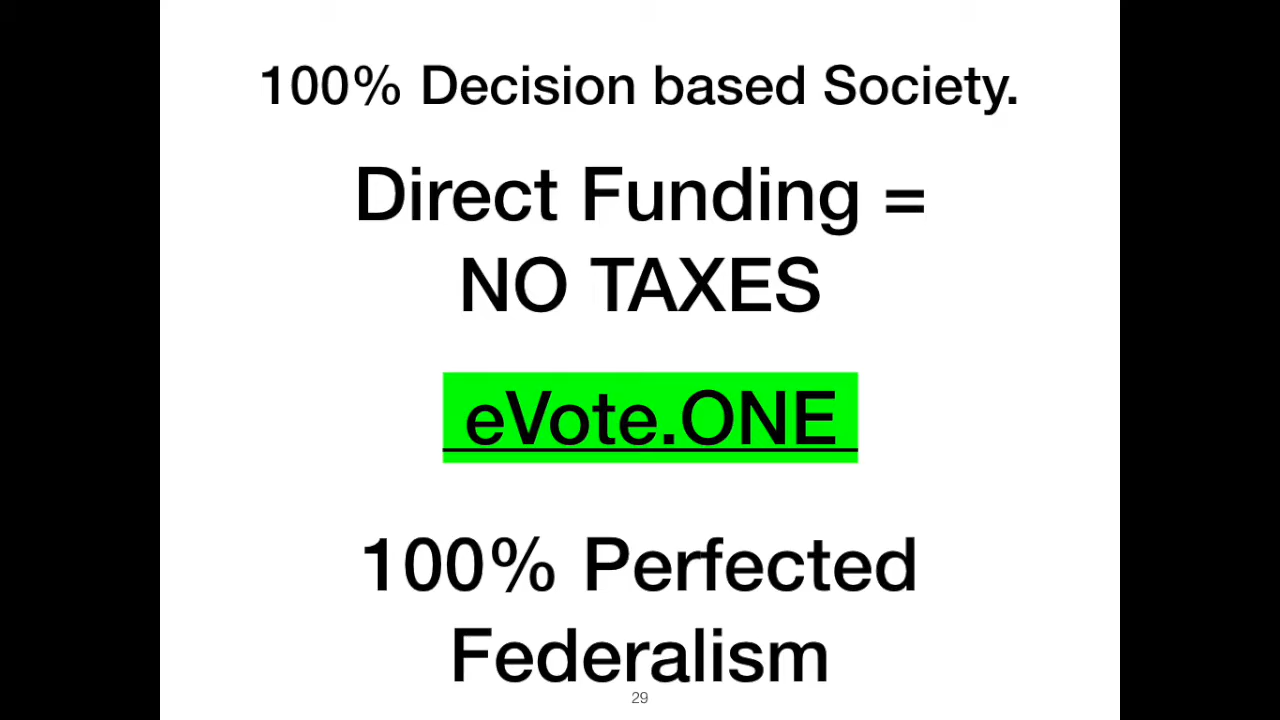 100% Decision based Society.
Direct Funding =
NO TAXES
eVote.ONE
100% Perfected
Federalism
29